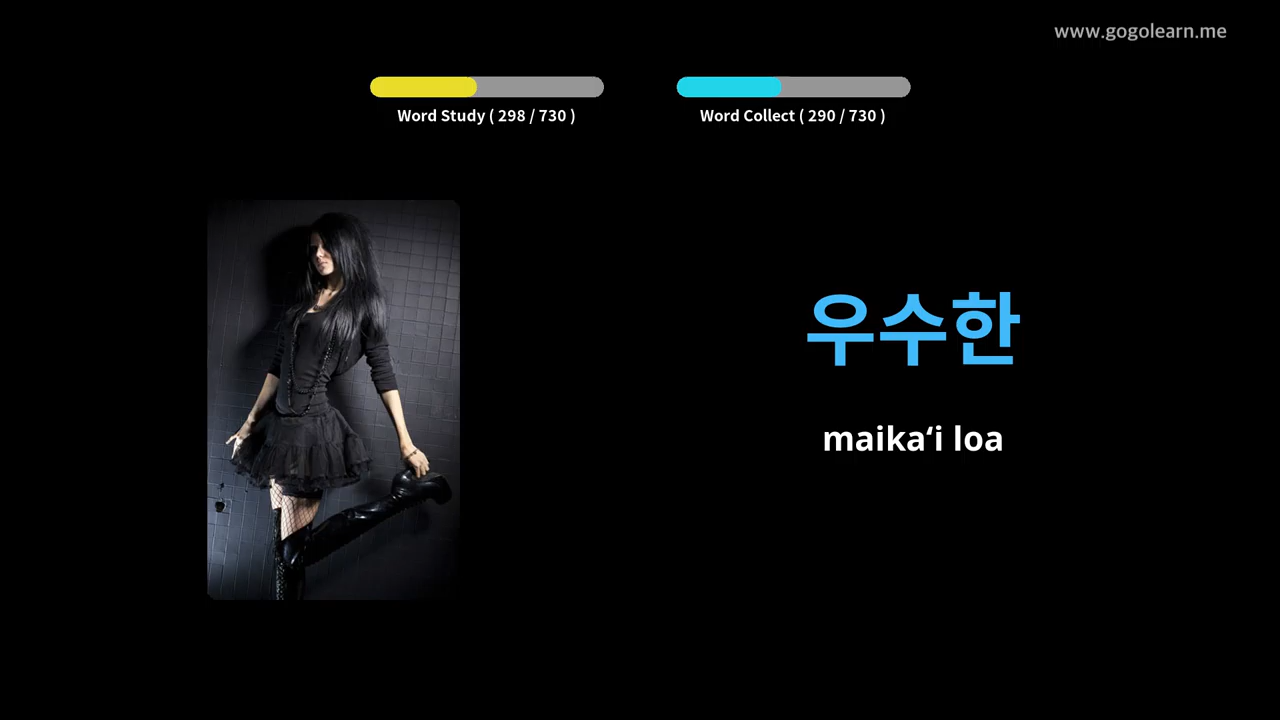 www.gogolearn.me
Word Study ( 298 / 730 )
Word Collect ( 290 / 730 )
우수한
maikaʻi loa